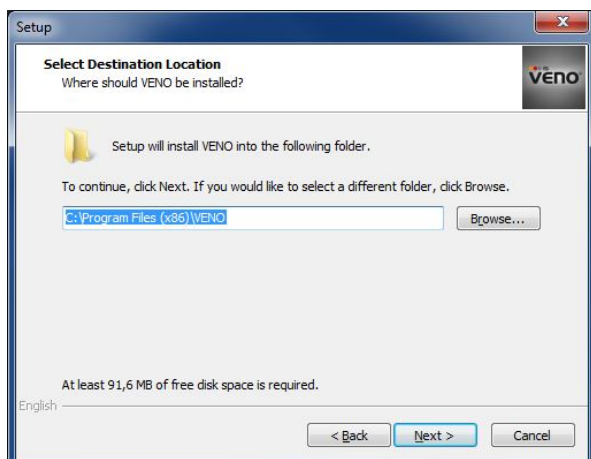 Setup
Select Destination Location
Where should VENO be installed?
VENO
Setup will install VENO into the following folder.
To continue, click Next. If you would like to select a different folder, click Browse.
C:\Program Files (x86)\VENO
Browse...
At least 91,6 MB of free disk space is required.
English
< Back
Next >
Cancel